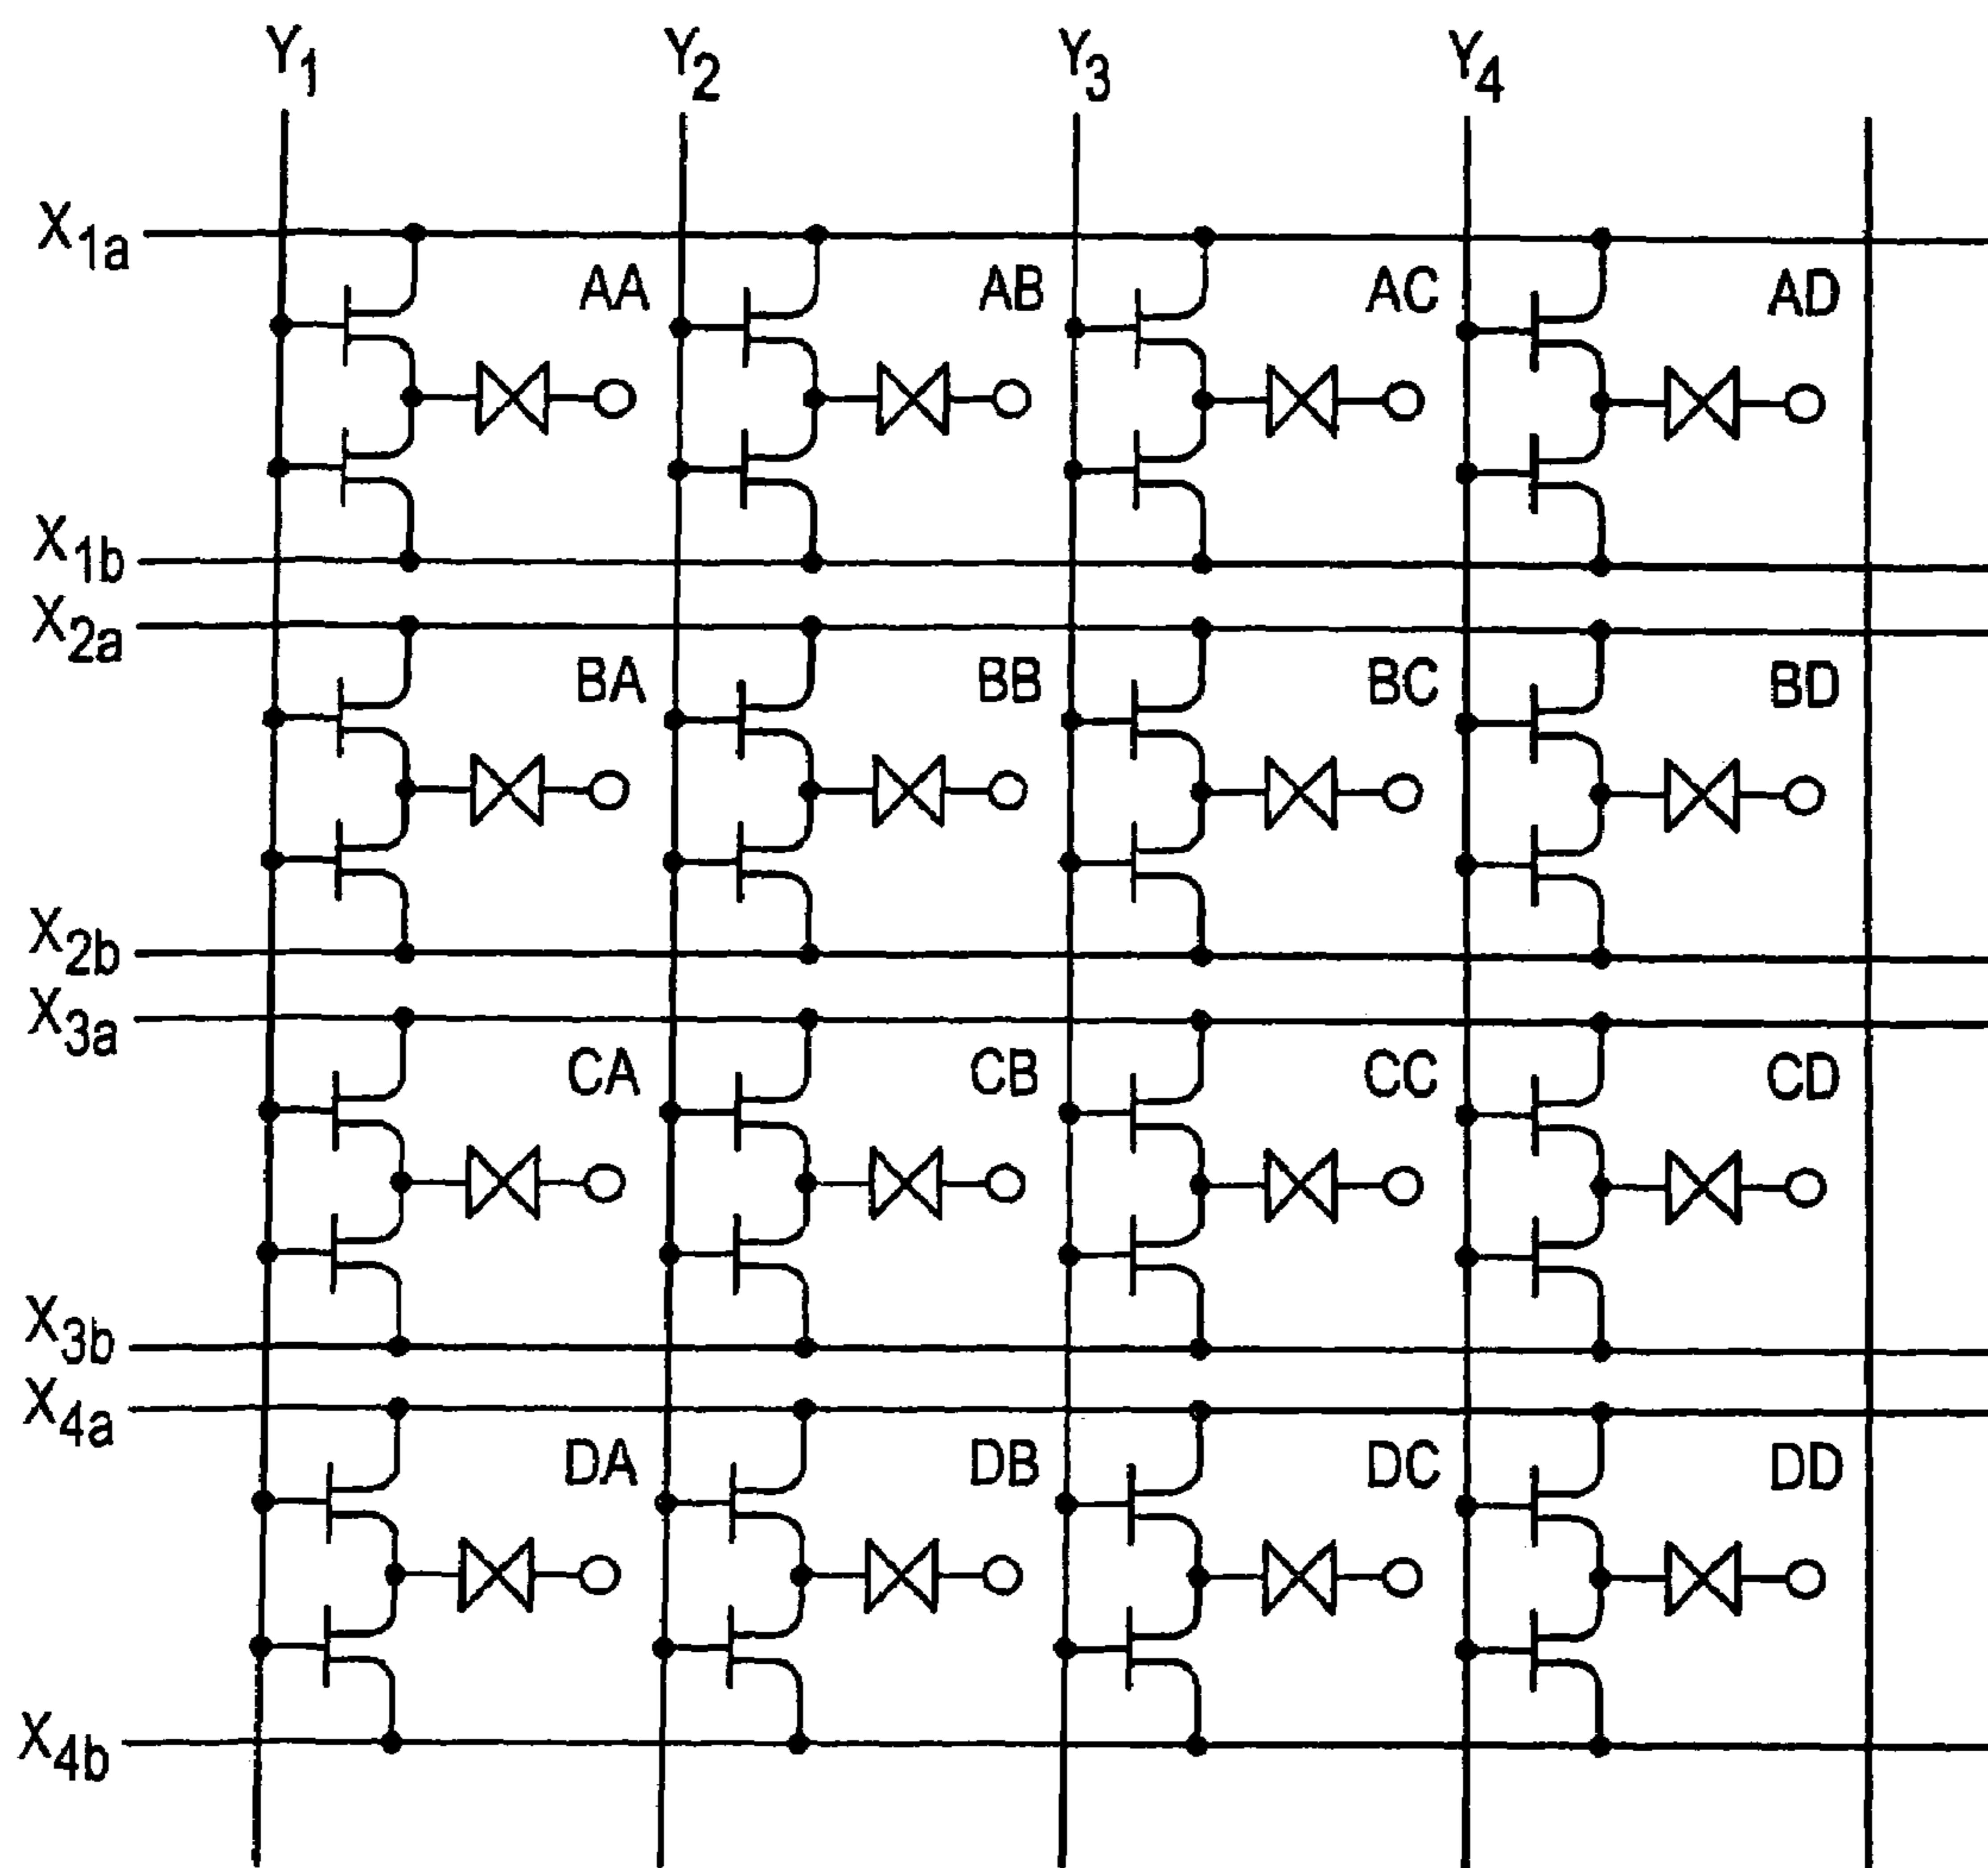 Y1 Y2 Y3 Y4
X1a
AA AB AC AD
X1b
X2a
BA BB BC BD
X2b
X3a
CA CB CC CD
X3b
X4a
DA DB DC DD
X4b